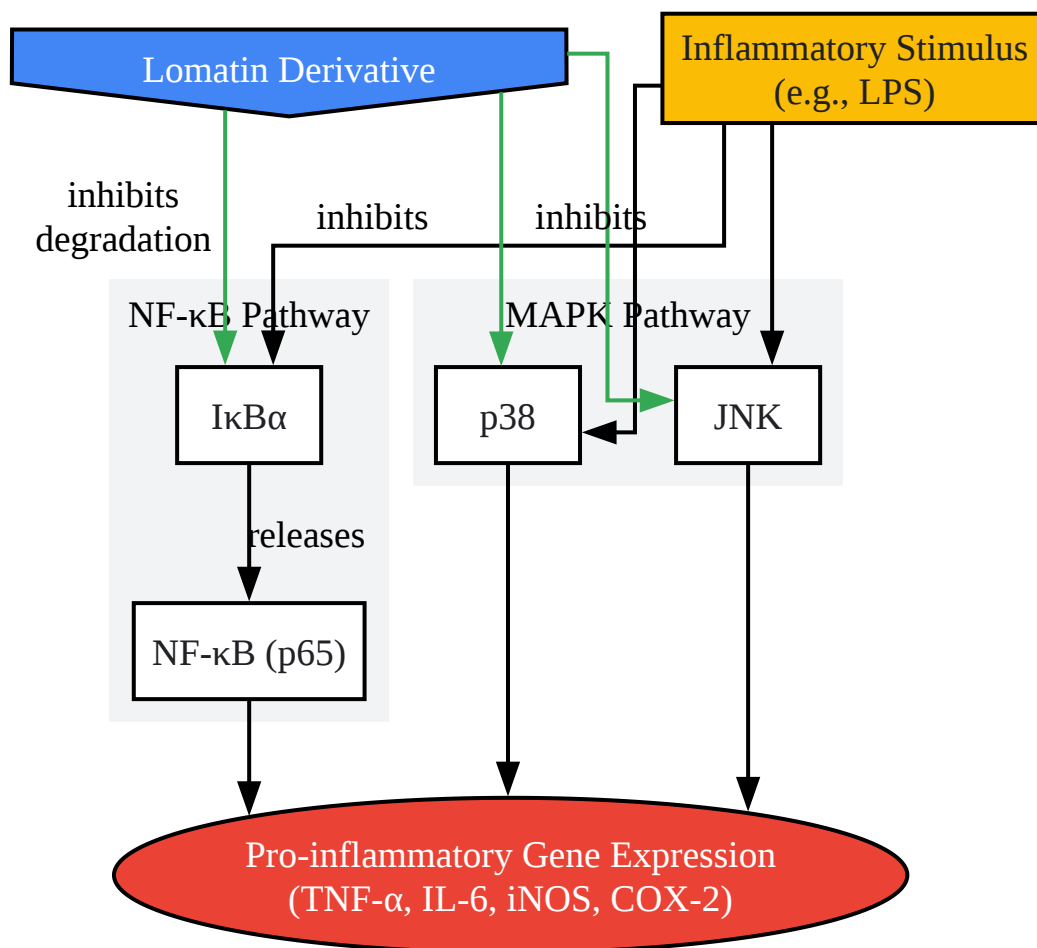 Lomatin Derivative
Inflammatory Stimulus
(e.g., LPS)
inhibits
degradation
inhibits
inhibits
NF-κB Pathway
MAPK Pathway
IκBα
p38
JNK
releases
NF-κB (p65)
Pro-inflammatory Gene Expression
(TNF-α, IL-6, iNOS, COX-2)